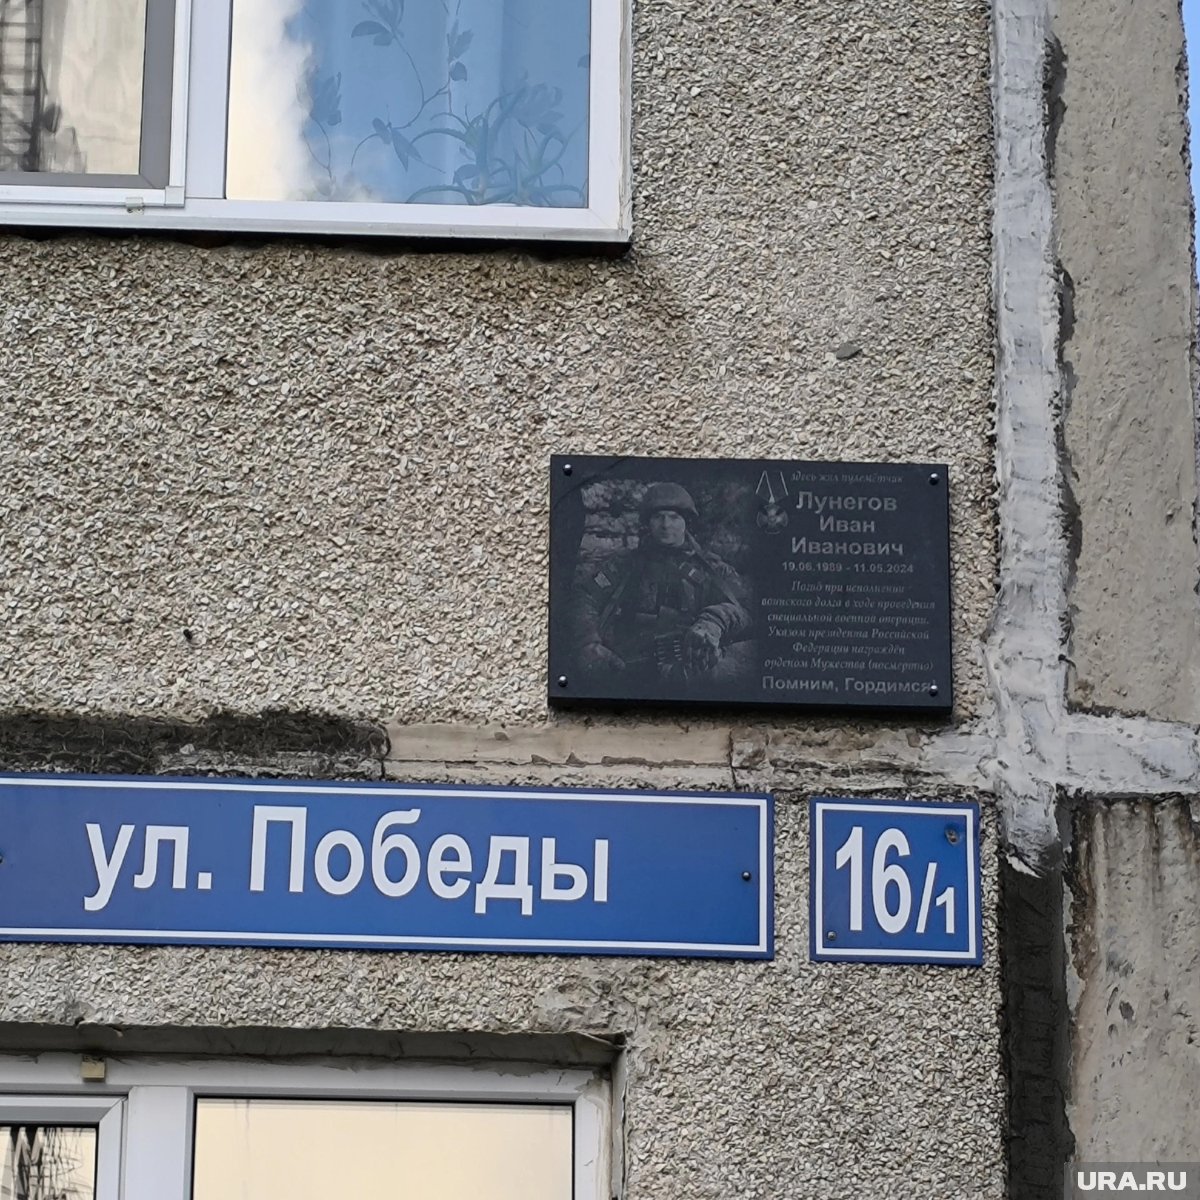 здесь жил пулемётчик
Лунегов
Иван
Иванович
19.06.1989 - 11.05.2024
Погиб при исполнении
воинского долга в ходе проведения
специальной военной операции.
Указом президента Российской
Федерации награждён
орденом Мужества (посмертно)
Помним, Гордимся!
ул. Победы
16/1
URA.RU